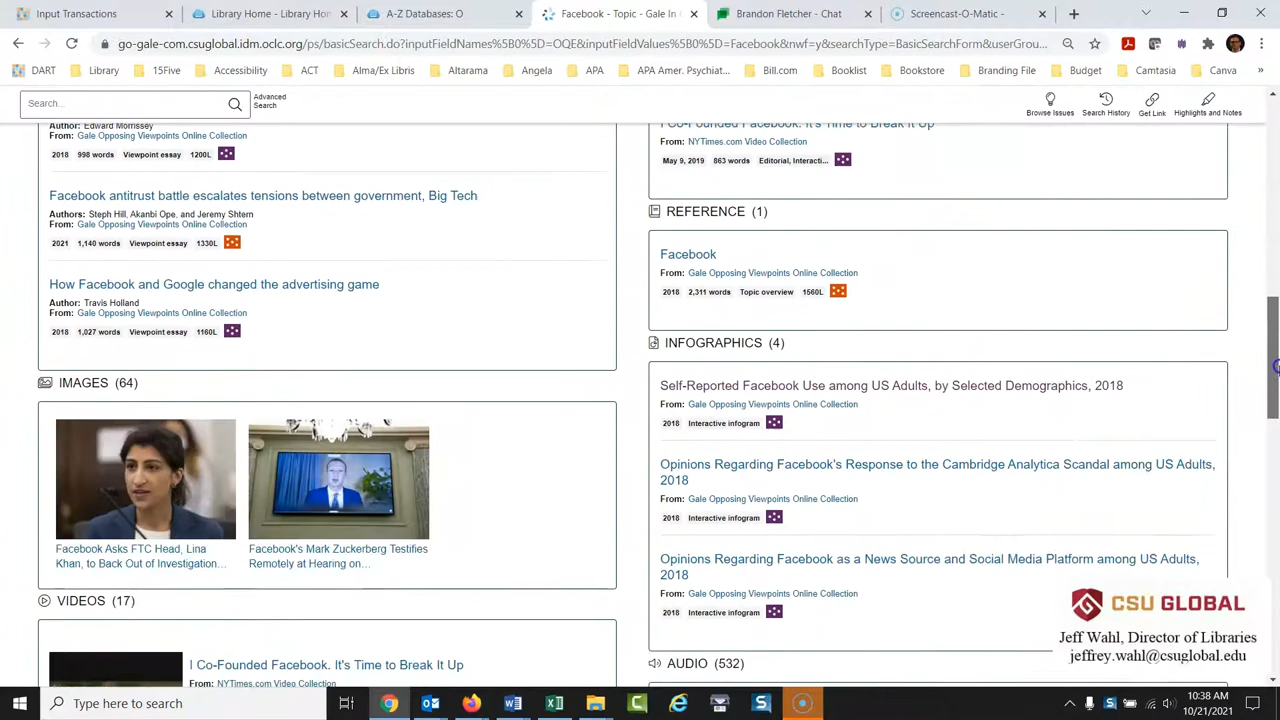 A-Z Databases: O
Facebook - Topic - Gale
Databases
Screencast-O-Matic
go-gale-com.csuglobal.idm.oclc.org/ps/basicSearch.do?inputFieldNames%5B0%5D=OQE&inputFieldValues%5B0%5D=Facebook&nwf=y&searchType=BasicSearchForm&userGrou...
DART
Library
15Five
Accessibility
ACT
Alma/Ex Libris
Altarama
Angela
APA
APA Amer. Psychiat...
Bill.com
Booklist
Bookstore
Branding File
Budget
Camtasia
Canva
»
Search...
Advanced
Search
Browse Issues
Search History
Get Link
Highlights and Notes
Author: Edward Morrissey
From: Gale Opposing Viewpoints Online Collection
2018 998 words Viewpoint essay 1200L
Facebook antitrust battle escalates tensions between government, Big Tech
Authors: Steph Hill, Akanbi Ope, and Jeremy Shtern
From: Gale Opposing Viewpoints Online Collection
2021 1,140 words Viewpoint essay 1330L
How Facebook and Google changed the advertising game
Author: Travis Holland
From: Gale Opposing Viewpoints Online Collection
2018 1,027 words Viewpoint essay 1160L
IMAGES (64)
Facebook Asks FTC Head, Lina
Khan, to Back Out of Investigation...
Facebook's Mark Zuckerberg Testifies
Remotely at Hearing on...
VIDEOS (17)
I Co-Founded Facebook. It's Time to Break It Up
From: NYTimes.com Video Collection
I Co-Founded Facebook. It's Time to Break It Up
From: NYTimes.com Video Collection
May 9, 2019 863 words Editorial, Interacti...
REFERENCE (1)
Facebook
From: Gale Opposing Viewpoints Online Collection
2018 2,311 words Topic overview 1560L
INFOGRAPHICS (4)
Self-Reported Facebook Use among US Adults, by Selected Demographics, 2018
From: Gale Opposing Viewpoints Online Collection
2018 Interactive infogram
Opinions Regarding Facebook's Response to the Cambridge Analytica Scandal among US Adults,
2018
From: Gale Opposing Viewpoints Online Collection
2018 Interactive infogram
Opinions Regarding Facebook as a News Source and Social Media Platform among US Adults,
2018
From: Gale Opposing Viewpoints Online Collection
2018 Interactive infogram
AUDIO (532)
CSU GLOBAL
Jeff Wahl, Director of Libraries
jeffrey.wahl@csuglobal.edu
Type here to search
10:38 AM
10/21/2021